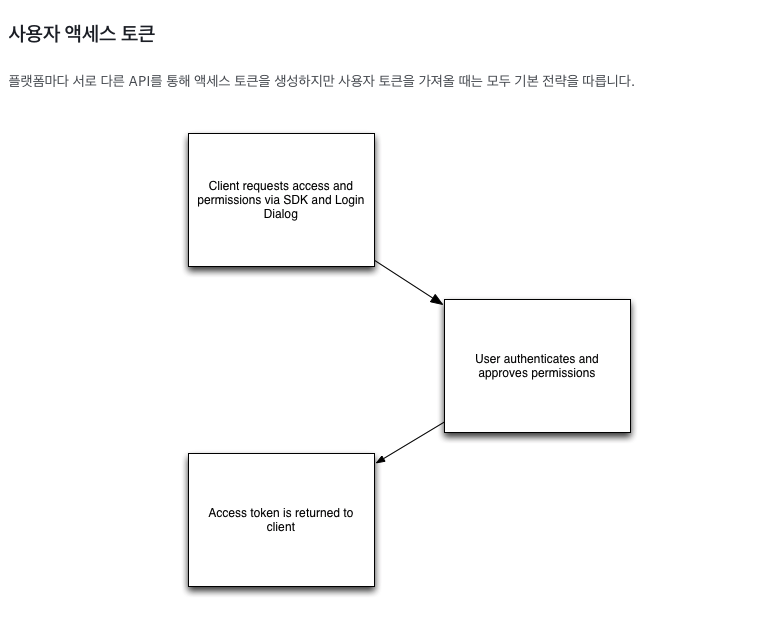 사용자 액세스 토큰
플랫폼마다 서로 다른 API를 통해 액세스 토큰을 생성하지만 사용자 토큰을 가져올 때는 모두 기본 전략을 따릅니다.
Client requests access and
permissions via SDK and Login
Dialog
User authenticates and
approves permissions
Access token is returned to
client